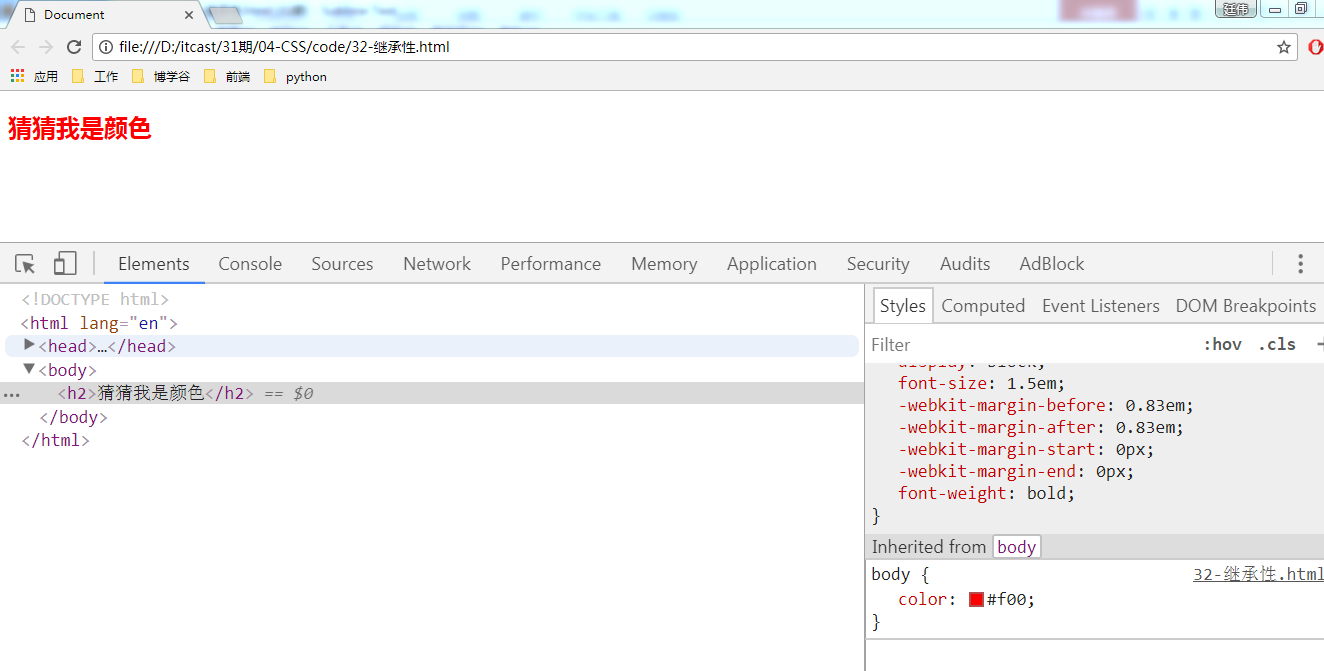 Document
廷伟
file:///D:/itcast/31期/04-CSS/code/32-继承性.html
应用 工作 博学谷 前端 python
猜猜我是颜色
Elements Console Sources Network Performance Memory Application Security Audits AdBlock
<!DOCTYPE html>
<html lang="en">
<head>…</head>
<body>
<h2>猜猜我是颜色</h2> == $0
</body>
</html>
Styles Computed Event Listeners DOM Breakpoints
Filter :hov .cls +
display: block;
font-size: 1.5em;
-webkit-margin-before: 0.83em;
-webkit-margin-after: 0.83em;
-webkit-margin-start: 0px;
-webkit-margin-end: 0px;
font-weight: bold;
}
Inherited from body
body { 32-继承性.html
color: #f00;
}